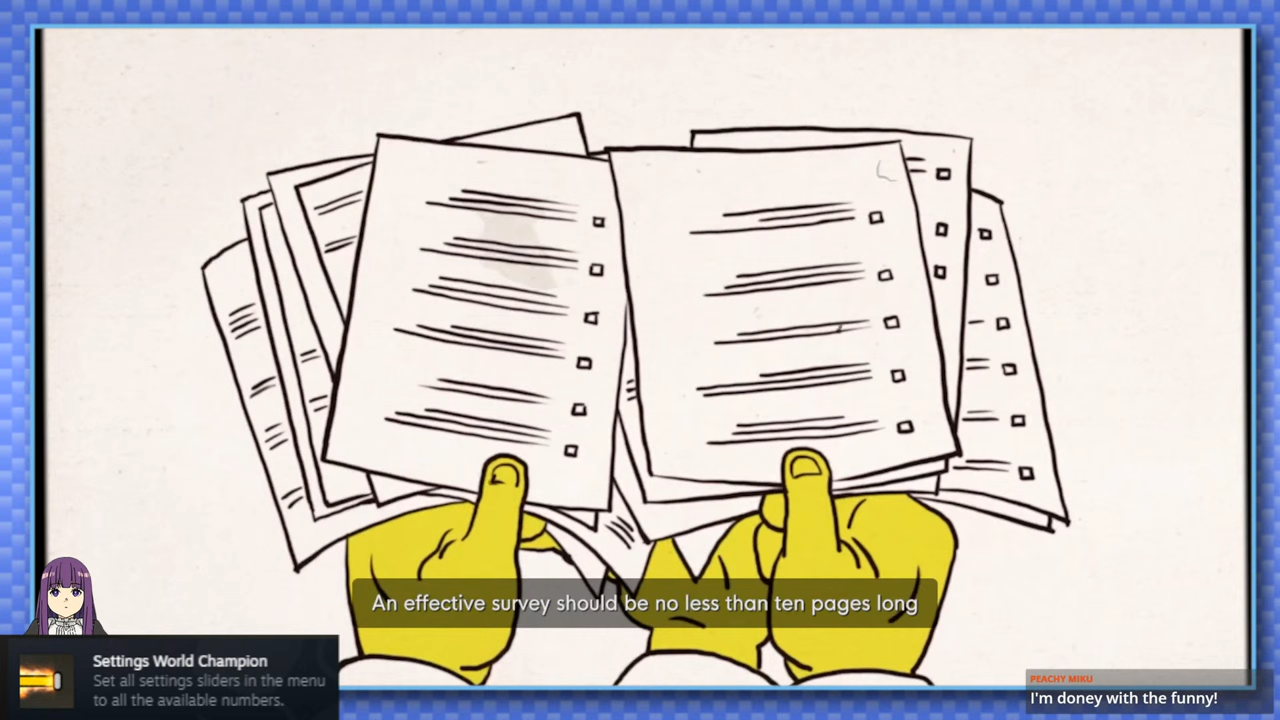 An effective survey should be no less than ten pages long
Settings World Champion
Set all settings sliders in the menu
to all the available numbers.
PEACHY MIKU
I'm doney with the funny!